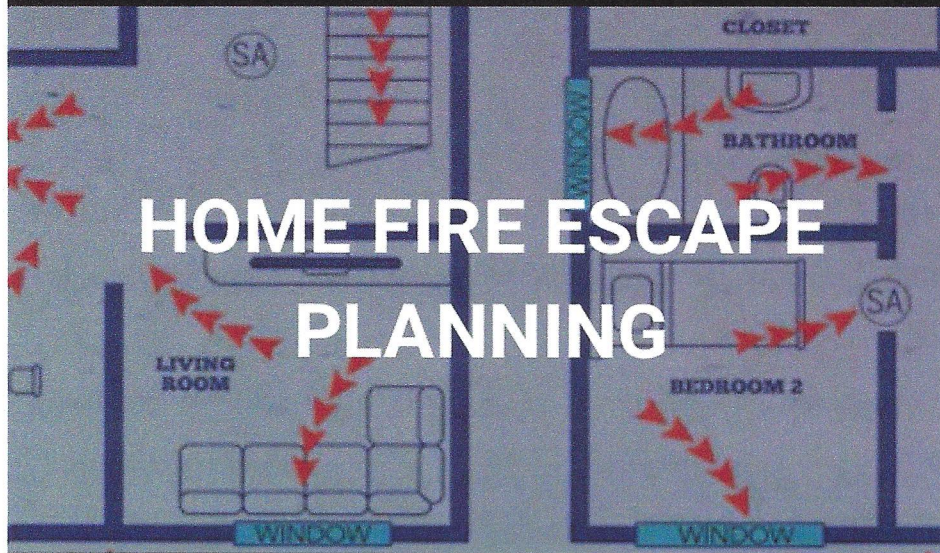 CLOSET
SA
WINDOW
BATHROOM
HOME FIRE ESCAPE
PLANNING
SA
LIVING
ROOM
BEDROOM 2
WINDOW
WINDOW